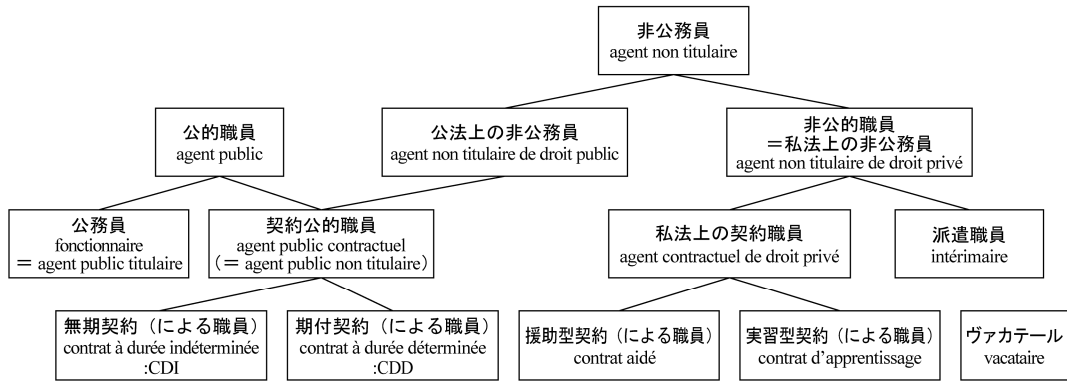 非公務員
agent non titulaire
公的職員
agent public
公法上の非公務員
agent non titulaire de droit public
非公的職員
＝私法上の非公務員
agent non titulaire de droit privé
公務員
fonctionnaire
＝ agent public titulaire
契約公的職員
agent public contractuel
（＝ agent public non titulaire）
私法上の契約職員
agent contractuel de droit privé
派遣職員
intérimaire
無期契約（による職員）
contrat à durée indéterminée
:CDI
期付契約（による職員）
contrat à durée déterminée
:CDD
援助型契約（による職員）
contrat aidé
実習型契約（による職員）
contrat d’apprentissage
ヴァカテール
vacataire